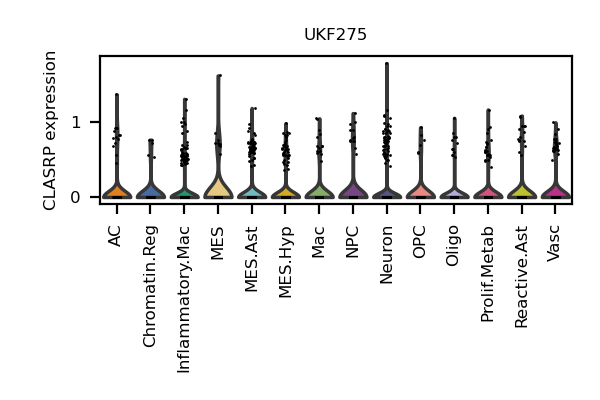 UKF275
CLASRP expression
1
0
AC
Chromatin.Reg
Inflammatory.Mac
MES
MES.Ast
MES.Hyp
Mac
NPC
Neuron
OPC
Oligo
Prolif.Metab
Reactive.Ast
Vasc